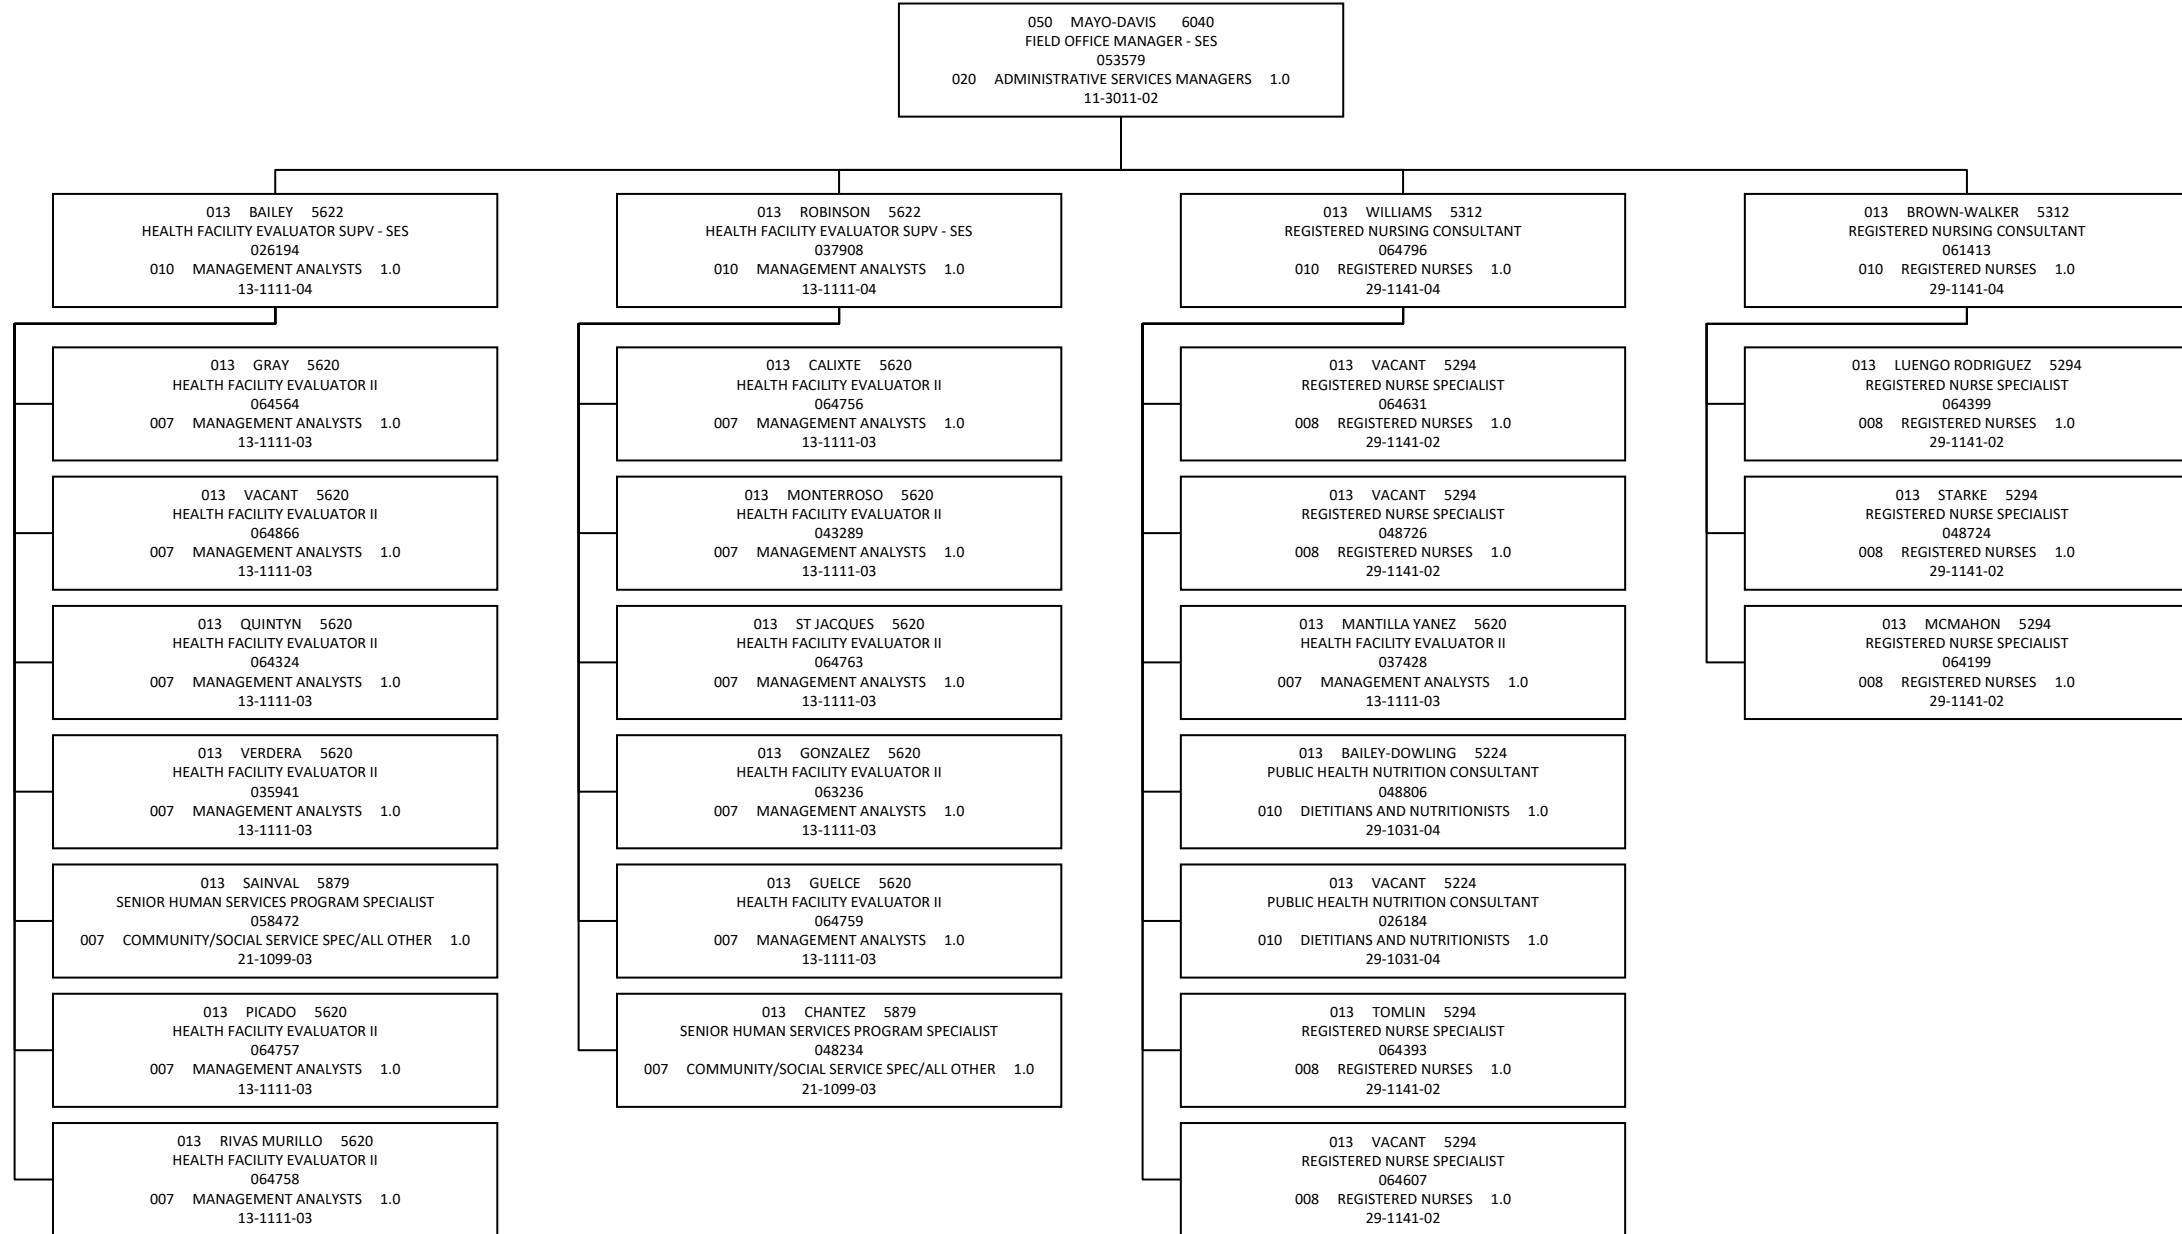 050 MAYO-DAVIS 6040
FIELD OFFICE MANAGER - SES
053579
020 ADMINISTRATIVE SERVICES MANAGERS 1.0
11-3011-02
013 BAILEY 5622
HEALTH FACILITY EVALUATOR SUPV - SES
026194
010 MANAGEMENT ANALYSTS 1.0
13-1111-04
013 GRAY 5620
HEALTH FACILITY EVALUATOR II
064564
007 MANAGEMENT ANALYSTS 1.0
13-1111-03
013 VACANT 5620
HEALTH FACILITY EVALUATOR II
064866
007 MANAGEMENT ANALYSTS 1.0
13-1111-03
013 QUINTYN 5620
HEALTH FACILITY EVALUATOR II
064324
007 MANAGEMENT ANALYSTS 1.0
13-1111-03
013 VERDERA 5620
HEALTH FACILITY EVALUATOR II
035941
007 MANAGEMENT ANALYSTS 1.0
13-1111-03
013 SAINVAL 5879
SENIOR HUMAN SERVICES PROGRAM SPECIALIST
058472
007 COMMUNITY/SOCIAL SERVICE SPEC/ALL OTHER 1.0
21-1099-03
013 PICADO 5620
HEALTH FACILITY EVALUATOR II
064757
007 MANAGEMENT ANALYSTS 1.0
13-1111-03
013 RIVAS MURILLO 5620
HEALTH FACILITY EVALUATOR II
064758
007 MANAGEMENT ANALYSTS 1.0
13-1111-03
013 ROBINSON 5622
HEALTH FACILITY EVALUATOR SUPV - SES
037908
010 MANAGEMENT ANALYSTS 1.0
13-1111-04
013 CALIXTE 5620
HEALTH FACILITY EVALUATOR II
064756
007 MANAGEMENT ANALYSTS 1.0
13-1111-03
013 MONTERROSO 5620
HEALTH FACILITY EVALUATOR II
043289
007 MANAGEMENT ANALYSTS 1.0
13-1111-03
013 ST JACQUES 5620
HEALTH FACILITY EVALUATOR II
064763
007 MANAGEMENT ANALYSTS 1.0
13-1111-03
013 GONZALEZ 5620
HEALTH FACILITY EVALUATOR II
063236
007 MANAGEMENT ANALYSTS 1.0
13-1111-03
013 GUELCE 5620
HEALTH FACILITY EVALUATOR II
064759
007 MANAGEMENT ANALYSTS 1.0
13-1111-03
013 CHANTEZ 5879
SENIOR HUMAN SERVICES PROGRAM SPECIALIST
048234
007 COMMUNITY/SOCIAL SERVICE SPEC/ALL OTHER 1.0
21-1099-03
013 WILLIAMS 5312
REGISTERED NURSING CONSULTANT
064796
010 REGISTERED NURSES 1.0
29-1141-04
013 VACANT 5294
REGISTERED NURSE SPECIALIST
064631
008 REGISTERED NURSES 1.0
29-1141-02
013 VACANT 5294
REGISTERED NURSE SPECIALIST
048726
008 REGISTERED NURSES 1.0
29-1141-02
013 MANTILLA YANEZ 5620
HEALTH FACILITY EVALUATOR II
037428
007 MANAGEMENT ANALYSTS 1.0
13-1111-03
013 BAILEY-DOWLING 5224
PUBLIC HEALTH NUTRITION CONSULTANT
048806
010 DIETITIANS AND NUTRITIONISTS 1.0
29-1031-04
013 VACANT 5224
PUBLIC HEALTH NUTRITION CONSULTANT
026184
010 DIETITIANS AND NUTRITIONISTS 1.0
29-1031-04
013 TOMLIN 5294
REGISTERED NURSE SPECIALIST
064393
008 REGISTERED NURSES 1.0
29-1141-02
013 VACANT 5294
REGISTERED NURSE SPECIALIST
064607
008 REGISTERED NURSES 1.0
29-1141-02
013 BROWN-WALKER 5312
REGISTERED NURSING CONSULTANT
061413
010 REGISTERED NURSES 1.0
29-1141-04
013 LUENGO RODRIGUEZ 5294
REGISTERED NURSE SPECIALIST
064399
008 REGISTERED NURSES 1.0
29-1141-02
013 STARKE 5294
REGISTERED NURSE SPECIALIST
048724
008 REGISTERED NURSES 1.0
29-1141-02
013 MCMAHON 5294
REGISTERED NURSE SPECIALIST
064199
008 REGISTERED NURSES 1.0
29-1141-02